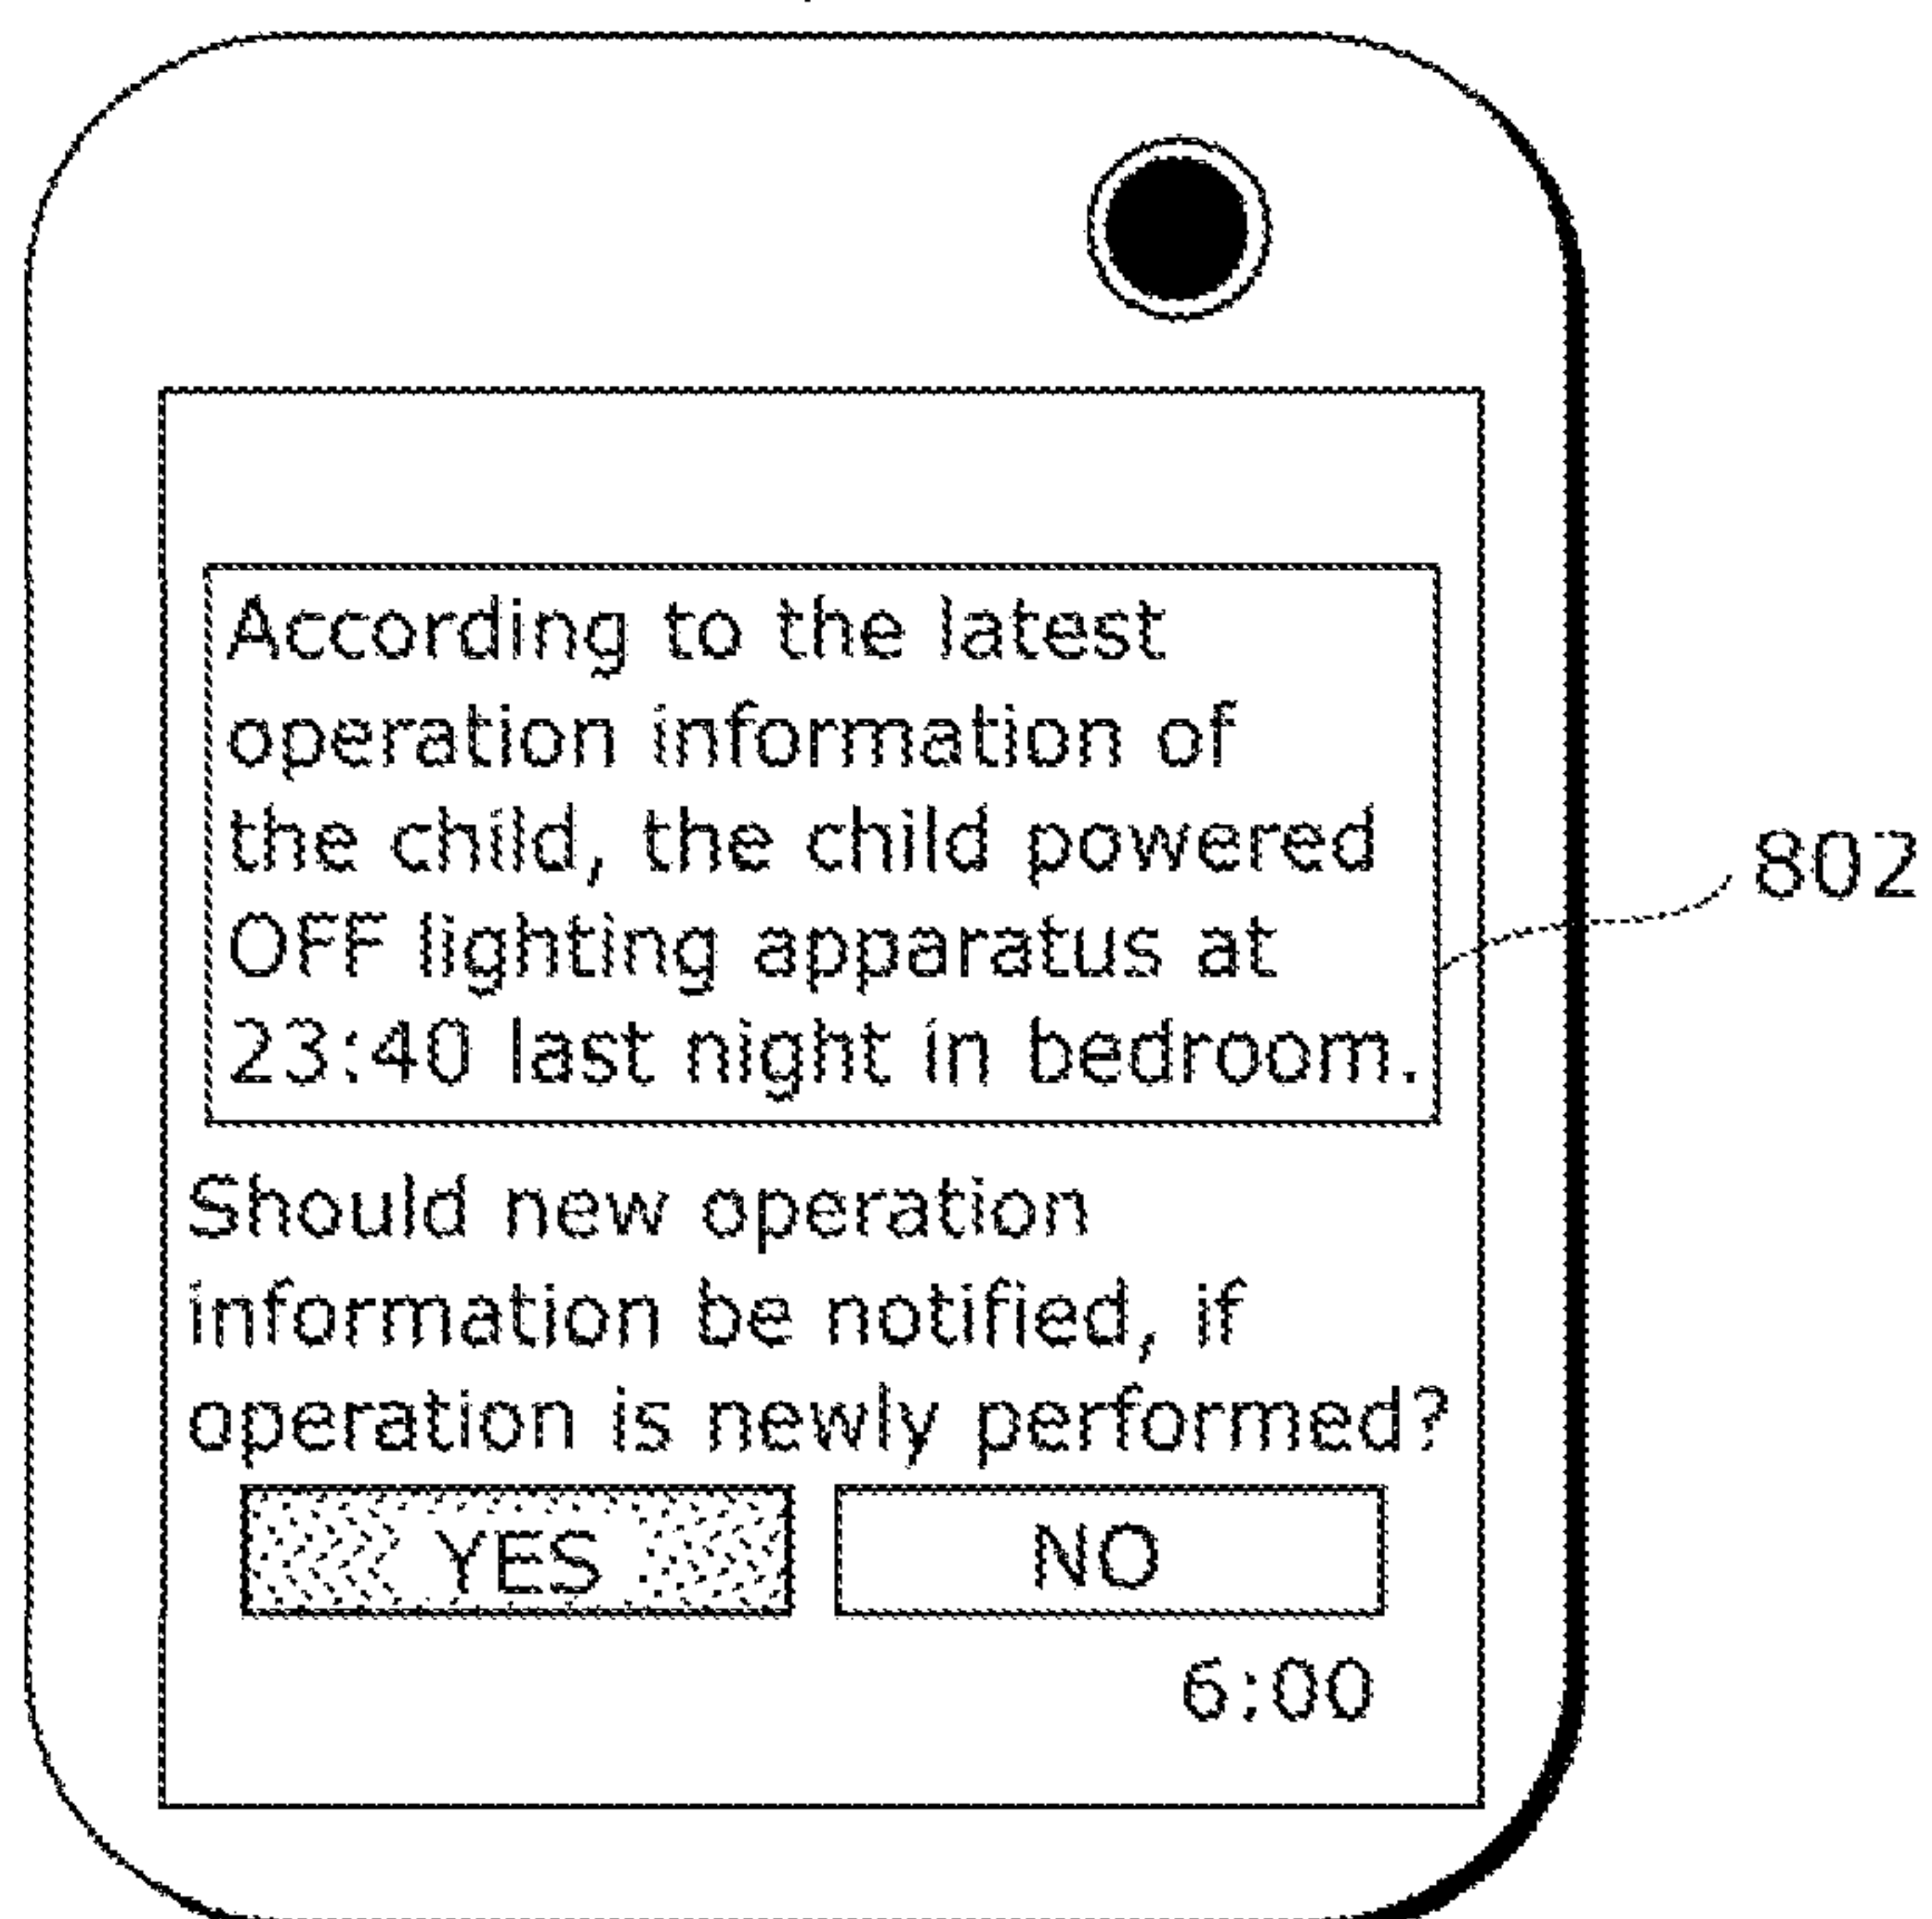 According to the latest
operation information of
the child, the child powered
OFF lighting apparatus at
23:40 last night in bedroom.
802
Should new operation
information be notified, if
operation is newly performed?
YES NO
6:00